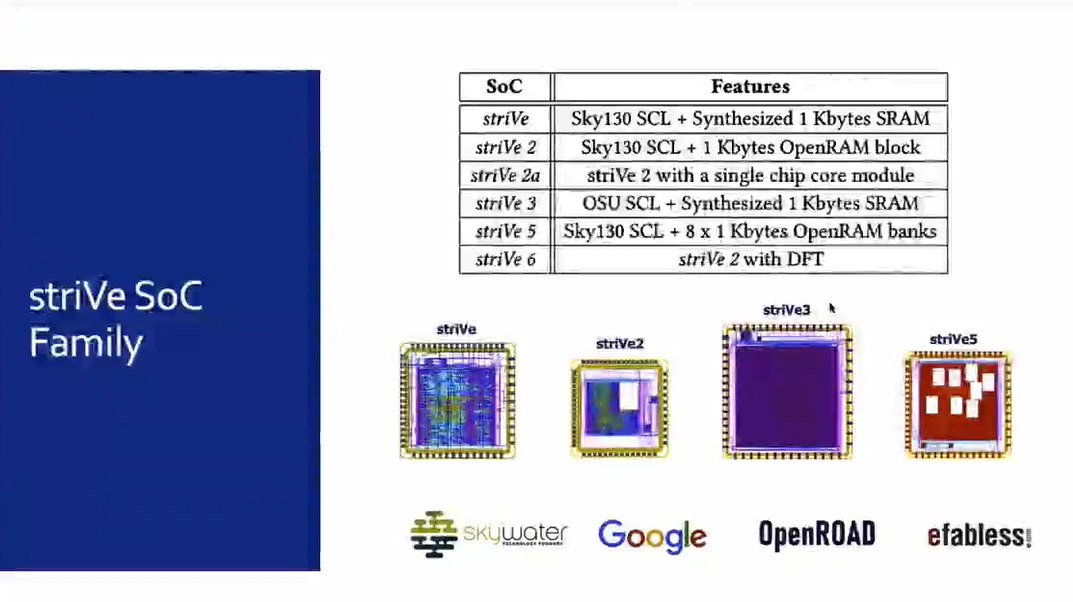 striVe SoC
Family
SoC Features
striVe Sky130 SCL + Synthesized 1 Kbytes SRAM
striVe 2 Sky130 SCL + 1 Kbytes OpenRAM block
striVe 2a striVe 2 with a single chip core module
striVe 3 OSU SCL + Synthesized 1 Kbytes SRAM
striVe 5 Sky130 SCL + 8 x 1 Kbytes OpenRAM banks
striVe 6 striVe 2 with DFT
striVe
striVe2
striVe3
striVe5
skywater
TECHNOLOGY FOUNDRY
Google
OpenROAD
efabless